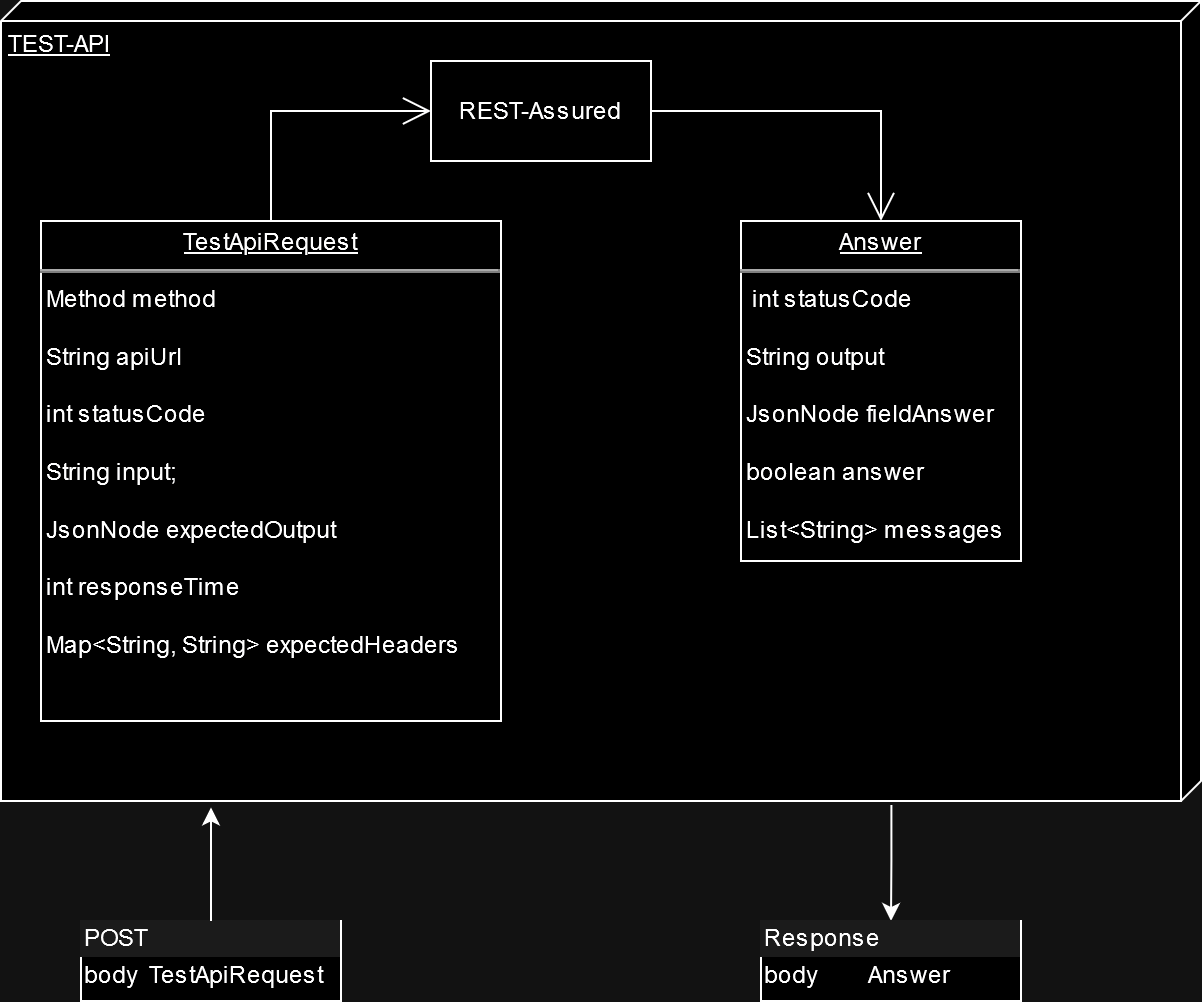 TEST-API
REST-Assured
TestApiRequest
Method method
String apiUrl
int statusCode
String input;
JsonNode expectedOutput
int responseTime
Map<String, String> expectedHeaders
Answer
int statusCode
String output
JsonNode fieldAnswer
boolean answer
List<String> messages
POST
body TestApiRequest
Response
body Answer